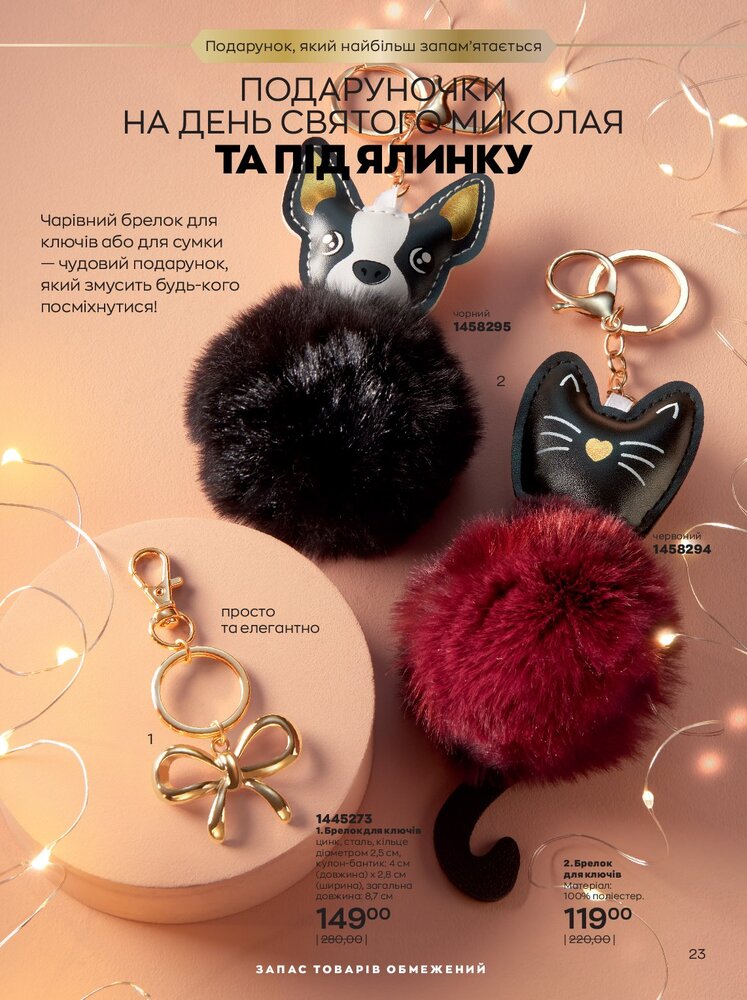 Подарунок, який найбільш запам’ятається
ПОДАРУНОЧКИ
НА ДЕНЬ СВЯТОГО МИКОЛАЯ
ТА ПІД ЯЛИНКУ
Чарівний брелок для
ключів або для сумки
— чудовий подарунок,
який змусить будь-кого
посміхнутися!
чорний
1458295
2
червоний
1458294
просто
та елегантно
1
1445273
1. Брелок для ключів
цинк, сталь, кільце
діаметром 2,5 см,
кулон-бантик: 4 см
(довжина) х 2,8 см
(ширина), загальна
довжина: 8,7 см
149⁰⁰
| 280,00 |
2. Брелок
для ключів
Матеріал:
100% поліестер.
119⁰⁰
| 220,00 |
23
ЗАПАС ТОВАРІВ ОБМЕЖЕНИЙ